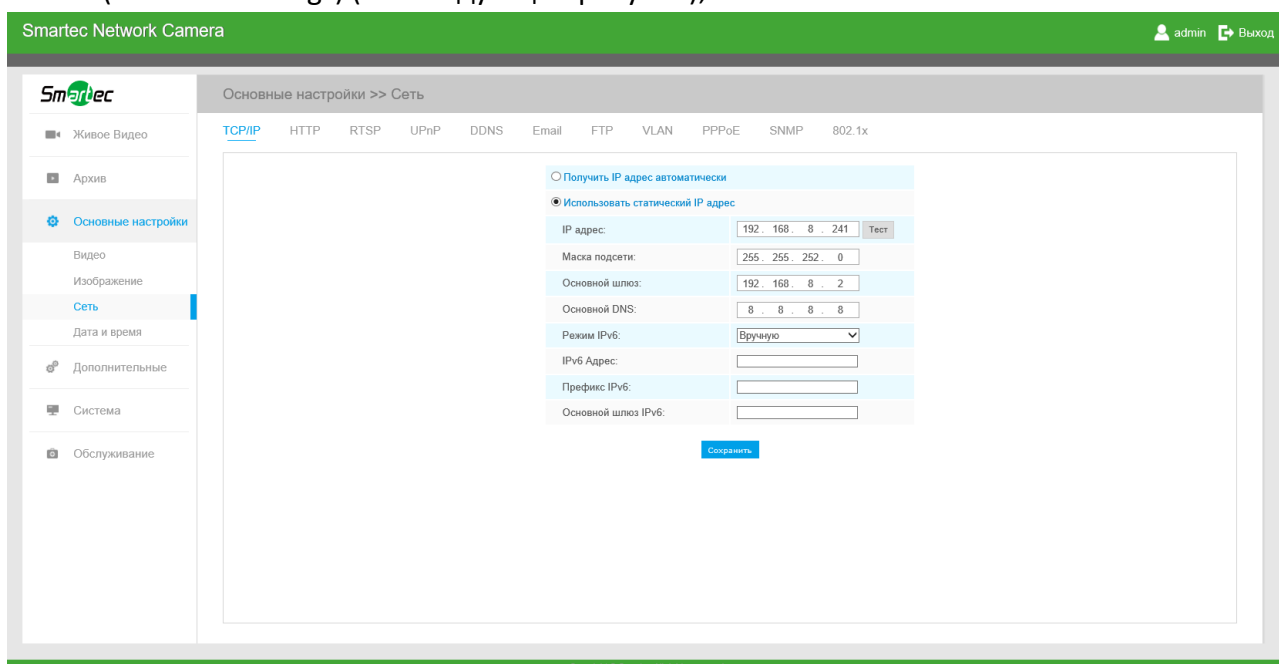 Smartec Network Camera
admin Выход
Smartec
Основные настройки >> Сеть
TCP/IP HTTP RTSP UPnP DDNS Email FTP VLAN PPPoE SNMP 802.1x
Живое Видео
Архив
Основные настройки
Видео
Изображение
Сеть
Дата и время
Дополнительные
Система
Обслуживание
Получить IP адрес автоматически
Использовать статический IP адрес
IP адрес: 192 . 168 . 8 . 241 Тест
Маска подсети: 255 . 255 . 252 . 0
Основной шлюз: 192 . 168 . 8 . 2
Основной DNS: 8 . 8 . 8 . 8
Режим IPv6: Вручную
IPv6 Адрес:
Префикс IPv6:
Основной шлюз IPv6:
Сохранить